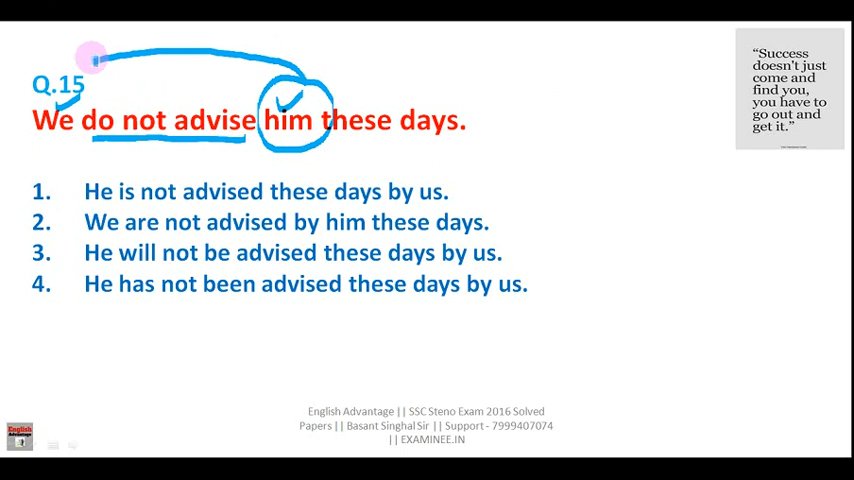 Q.15
We do not advise him these days.
1. He is not advised these days by us.
2. We are not advised by him these days.
3. He will not be advised these days by us.
4. He has not been advised these days by us.
“Success
doesn't just
come and
find you,
you have to
go out and
get it.”
English Advantage || SSC Steno Exam 2016 Solved
Papers || Basant Singhal Sir || Support - 7999407074
|| EXAMINEE.IN
English
Advantage